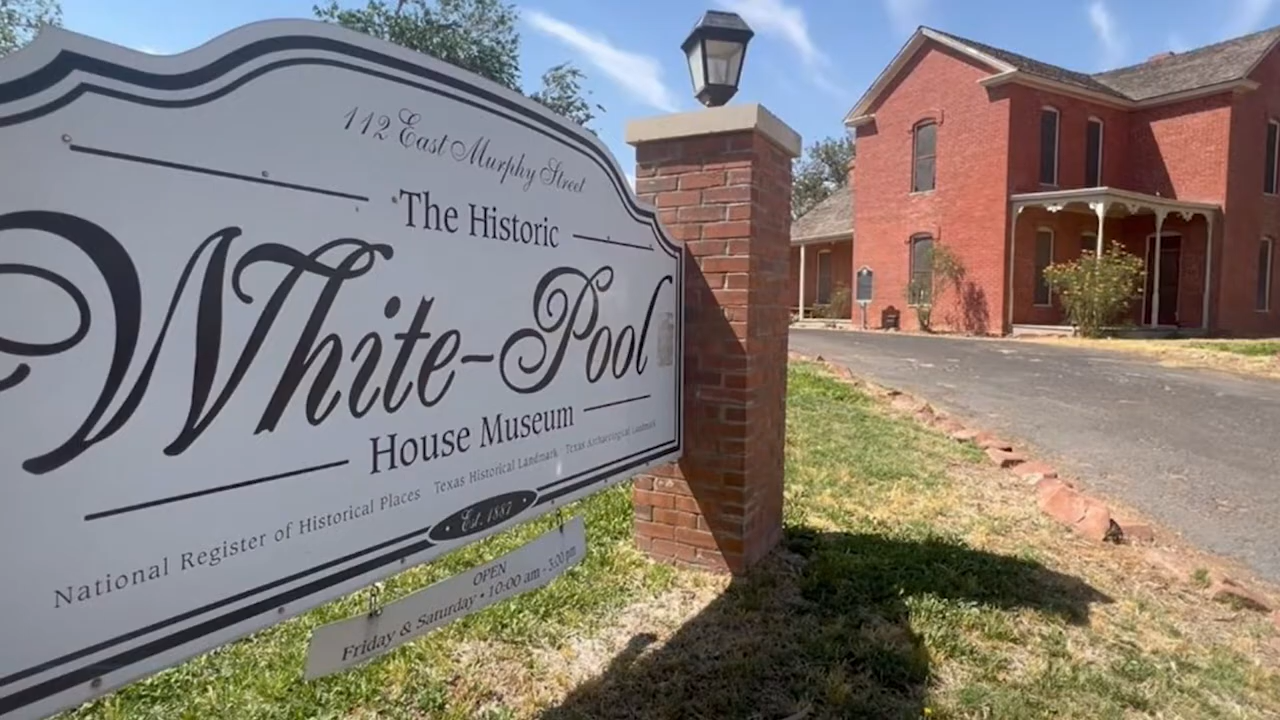 112 East Murphy Street
The Historic
White-Pool
House Museum
National Register of Historical Places Texas Historical Landmark Texas Archaeological Landmark
Est. 1887
OPEN
Friday & Saturday • 10:00 am - 3:00 pm